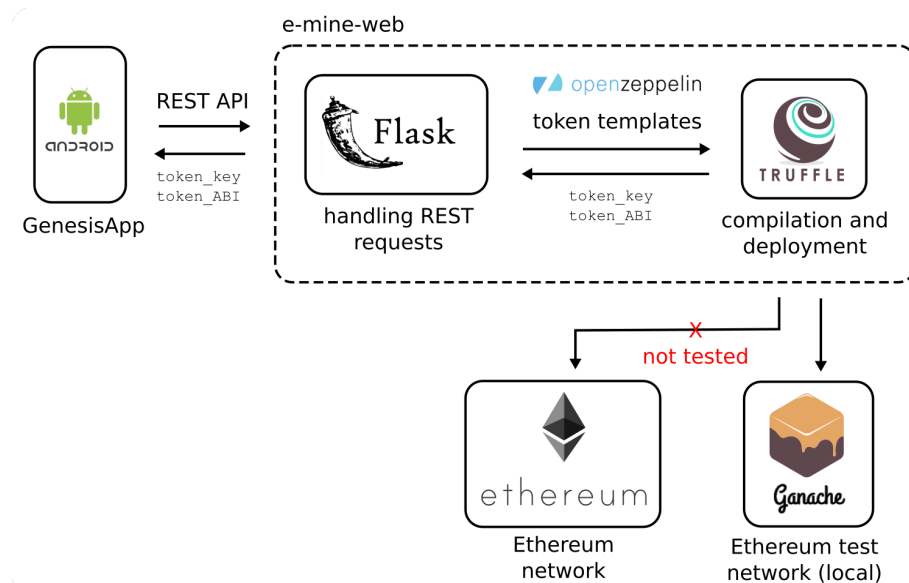 e-mine-web
ANDROID
GenesisApp
REST API
token_key
token_ABI
Flask
handling REST
requests
openzeppelin
token templates
token_key
token_ABI
TRUFFLE
compilation and
deployment
X
not tested
ethereum
Ethereum
network
Ganache
Ethereum test
network (local)